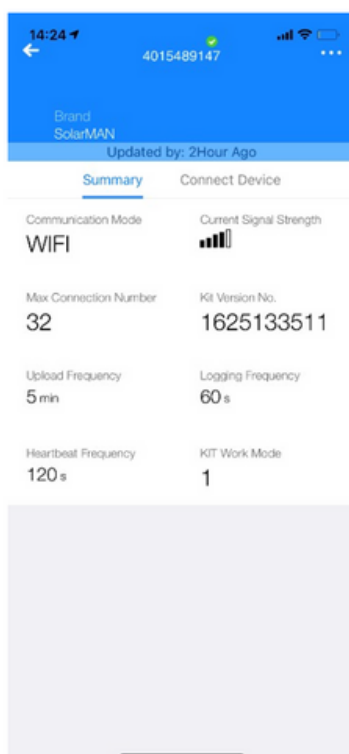 14:24
4015489147
Brand
SolarMAN
Updated by: 2Hour Ago
Summary Connect Device
Communication Mode Current Signal Strength
WIFI
Max Connection Number Kit Version No.
32 1625133511
Upload Frequency Logging Frequency
5 min 60 s
Heartbeat Frequency KIT Work Mode
120 s 1